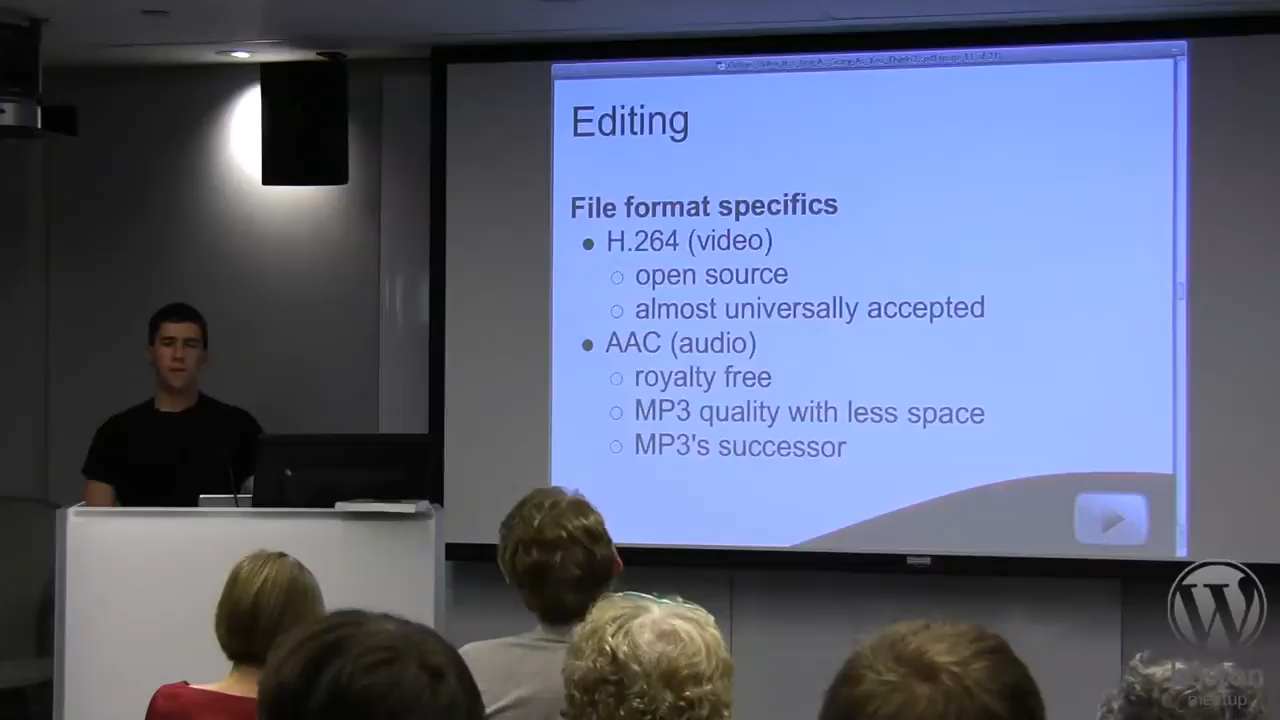 Editing
File format specifics
H.264 (video)
open source
almost universally accepted
AAC (audio)
royalty free
MP3 quality with less space
MP3's successor
W
meetup